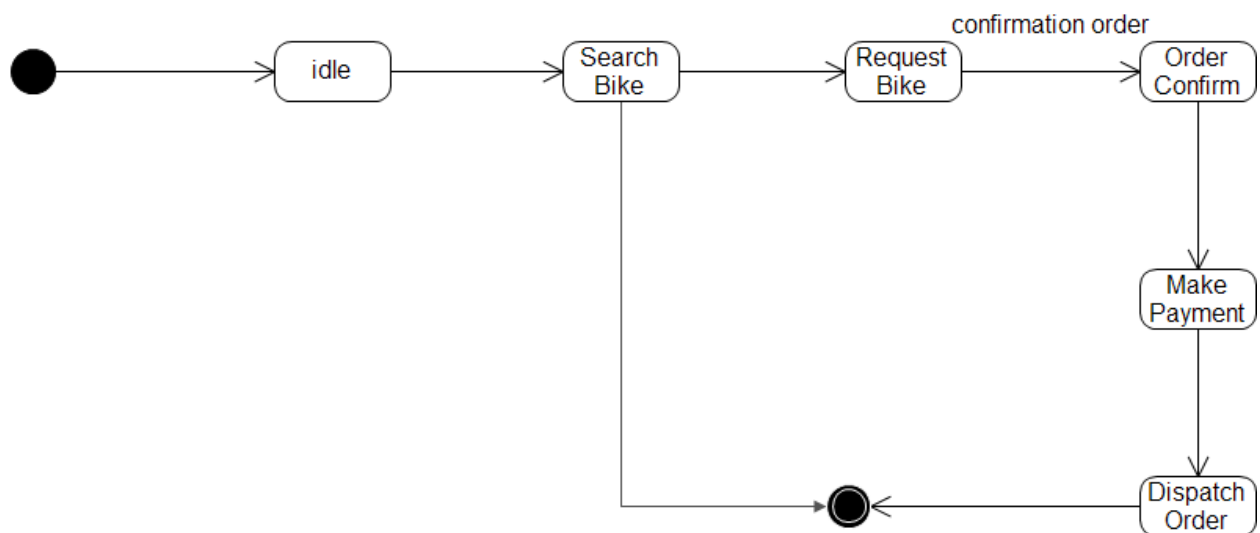 confirmation order
idle
Search
Bike
Request
Bike
Order
Confirm
Make
Payment
Dispatch
Order